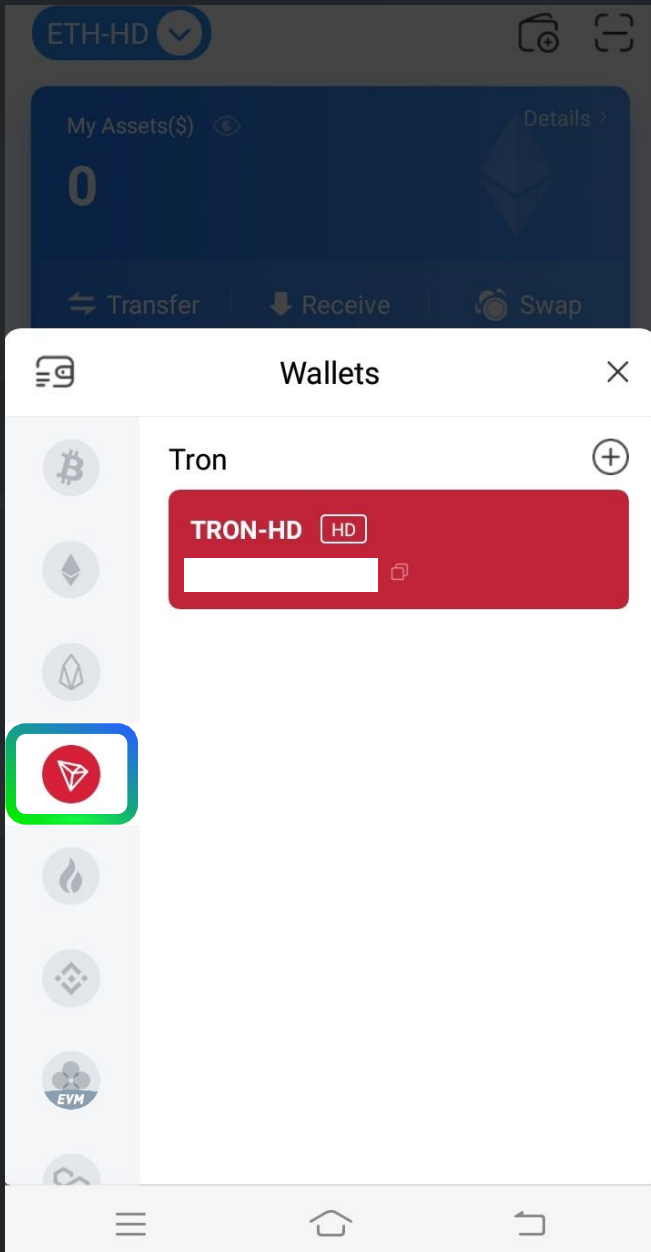 ETH-HD
My Assets($)
Details >
0
Transfer
Receive
Swap
Wallets
Tron
TRON-HD HD
EVM